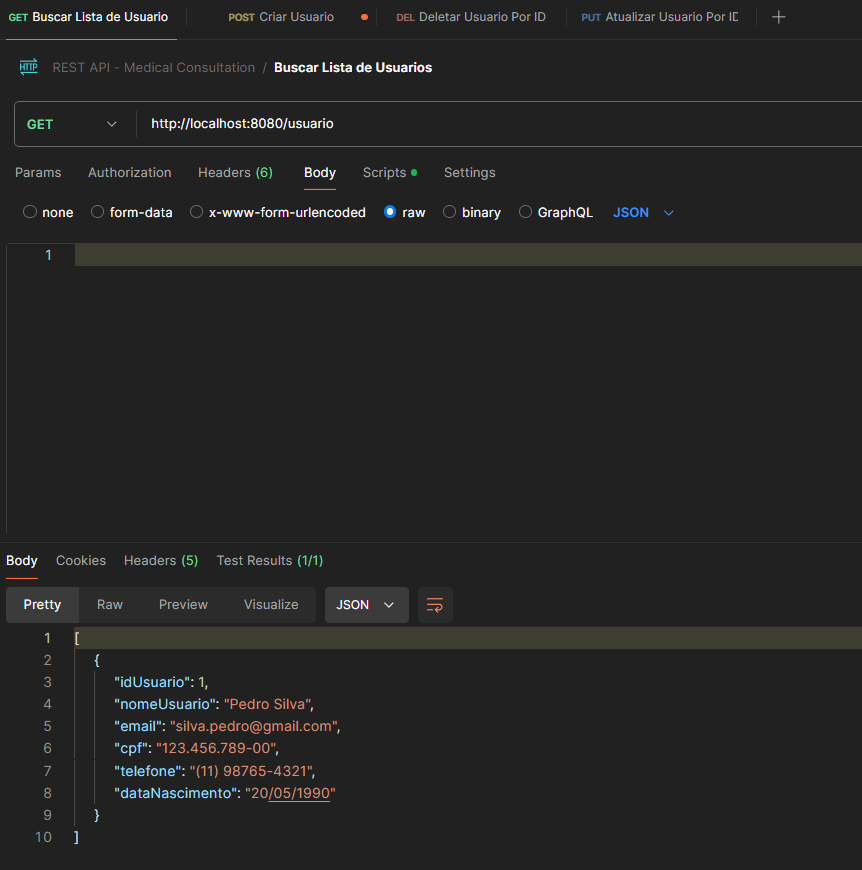 GET Buscar Lista de Usuario POST Criar Usuario DEL Deletar Usuario Por ID PUT Atualizar Usuario Por ID
HTTP REST API - Medical Consultation / Buscar Lista de Usuarios
GET http://localhost:8080/usuario
Params Authorization Headers (6) Body Scripts Settings
none form-data x-www-form-urlencoded raw binary GraphQL JSON
1
Body Cookies Headers (5) Test Results (1/1)
Pretty Raw Preview Visualize JSON
1 [
2 {
3 "idUsuario": 1,
4 "nomeUsuario": "Pedro Silva",
5 "email": "silva.pedro@gmail.com",
6 "cpf": "123.456.789-00",
7 "telefone": "(11) 98765-4321",
8 "dataNascimento": "20/05/1990"
9 }
10 ]